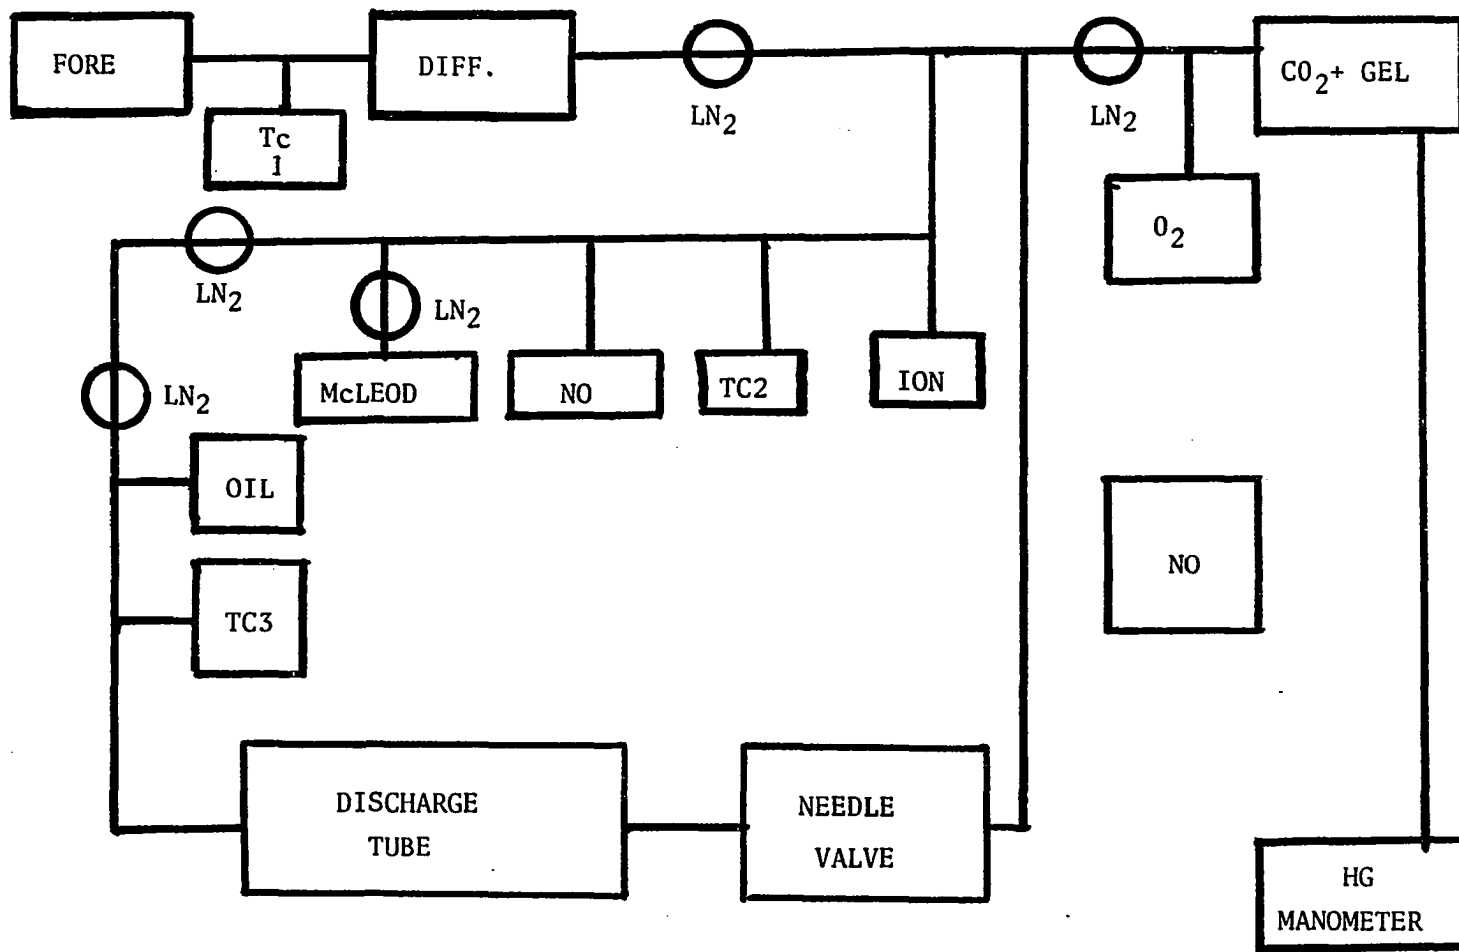 FORE
DIFF.
LN2
LN2
CO2+ GEL
Tc
1
O2
LN2
LN2
LN2
McLEOD
NO
TC2
ION
OIL
NO
TC3
DISCHARGE
TUBE
NEEDLE
VALVE
HG
MANOMETER